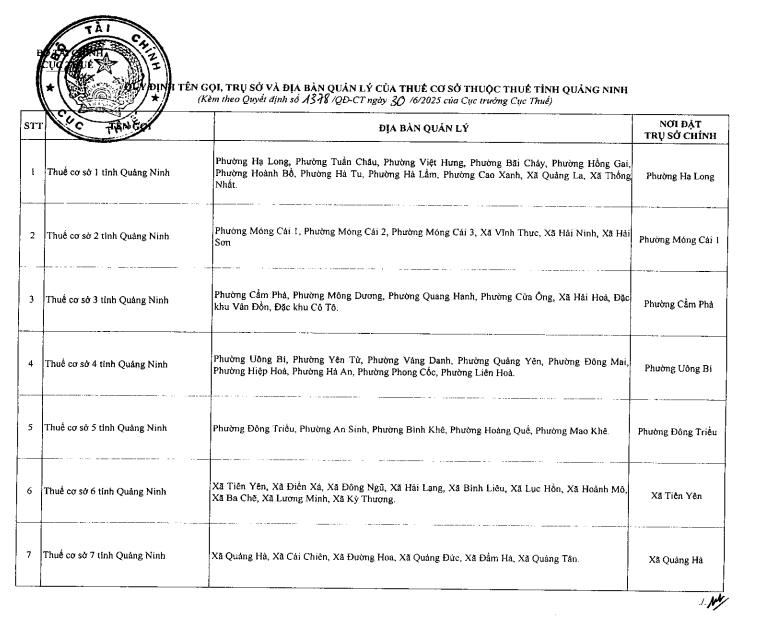 BỘ TÀI CHÍNH
CỤC THUẾ
BỘ TÀI CHÍNH
CỤC THUẾ
QUY ĐỊNH TÊN GỌI, TRỤ SỞ VÀ ĐỊA BÀN QUẢN LÝ CỦA THUẾ CƠ SỞ THUỘC THUẾ TỈNH QUẢNG NINH
(Kèm theo Quyết định số 1378/QĐ-CT ngày 30/6/2025 của Cục trưởng Cục Thuế)
STT TÊN GỌI ĐỊA BÀN QUẢN LÝ NƠI ĐẶT
TRỤ SỞ CHÍNH
1 Thuế cơ sở 1 tỉnh Quảng Ninh
Phường Hạ Long, Phường Tuần Châu, Phường Việt Hưng, Phường Bãi Cháy, Phường Hồng Gai,
Phường Hoành Bồ, Phường Hà Tu, Phường Hà Lầm, Phường Cao Xanh, Xã Quảng La, Xã Thống
Nhất.
Phường Hạ Long
2 Thuế cơ sở 2 tỉnh Quảng Ninh
Phường Móng Cái 1, Phường Móng Cái 2, Phường Móng Cái 3, Xã Vĩnh Thực, Xã Hải Ninh, Xã Hải
Sơn
Phường Móng Cái 1
3 Thuế cơ sở 3 tỉnh Quảng Ninh
Phường Cẩm Phả, Phường Mông Dương, Phường Quang Hanh, Phường Cửa Ông, Xã Hải Hoà, Đặc
khu Vân Đồn, Đặc khu Cô Tô.
Phường Cẩm Phả
4 Thuế cơ sở 4 tỉnh Quảng Ninh
Phường Uông Bí, Phường Yên Tử, Phường Vàng Danh, Phường Quảng Yên, Phường Đông Mai,
Phường Hiệp Hoà, Phường Hà An, Phường Phong Cốc, Phường Liên Hoà.
Phường Uông Bí
5 Thuế cơ sở 5 tỉnh Quảng Ninh
Phường Đông Triều, Phường An Sinh, Phường Bình Khê, Phường Hoàng Quế, Phường Mạo Khê.
Phường Đông Triều
6 Thuế cơ sở 6 tỉnh Quảng Ninh
Xã Tiên Yên, Xã Điền Xá, Xã Đông Ngũ, Xã Hải Lạng, Xã Bình Liêu, Xã Lục Hồn, Xã Hoành Mô,
Xã Ba Chẽ, Xã Lương Minh, Xã Kỳ Thượng.
Xã Tiên Yên
7 Thuế cơ sở 7 tỉnh Quảng Ninh
Xã Quảng Hà, Xã Cái Chiên, Xã Đường Hoa, Xã Quảng Đức, Xã Đầm Hà, Xã Quảng Tân.
Xã Quảng Hà